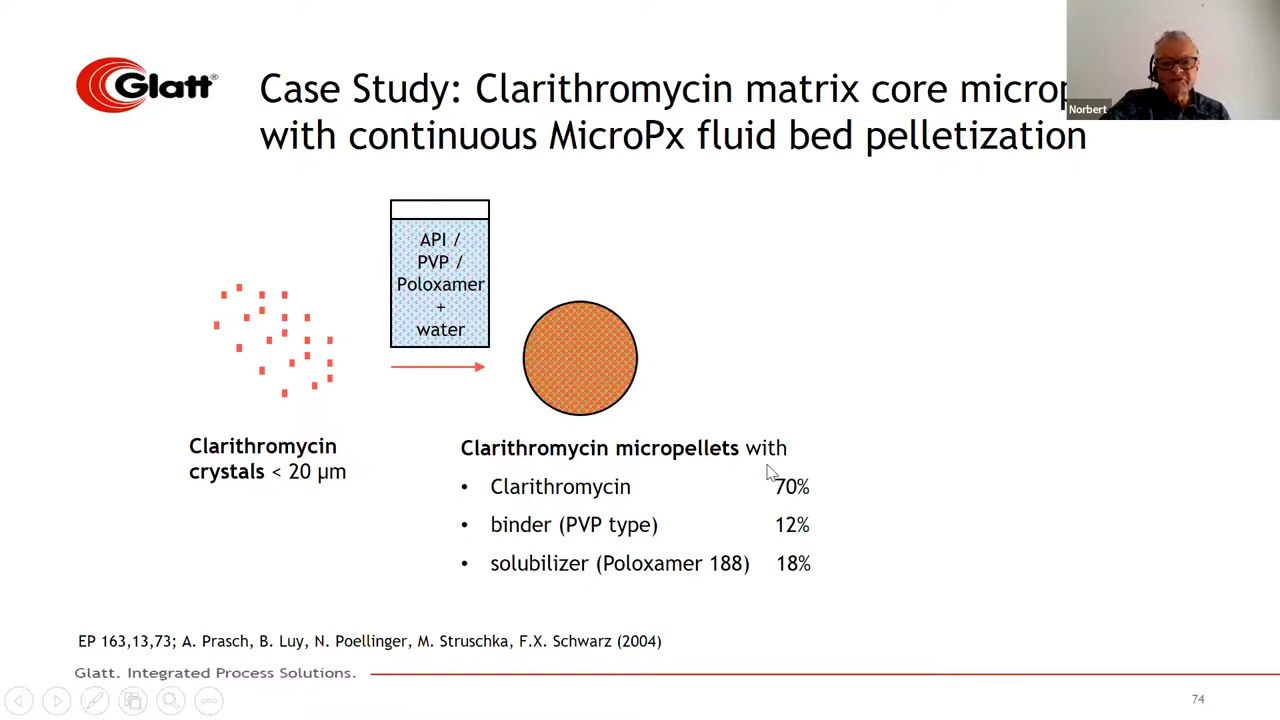 Glatt®
Case Study: Clarithromycin matrix core
with continuous MicroPx fluid bed pelletization
Norbert
API /
PVP /
Poloxamer
+
water
Clarithromycin
crystals < 20 µm
Clarithromycin micropellets with
• Clarithromycin 70%
• binder (PVP type) 12%
• solubilizer (Poloxamer 188) 18%
EP 163,13,73; A. Prasch, B. Luy, N. Poellinger, M. Struschka, F.X. Schwarz (2004)
Glatt. Integrated Process Solutions.
74